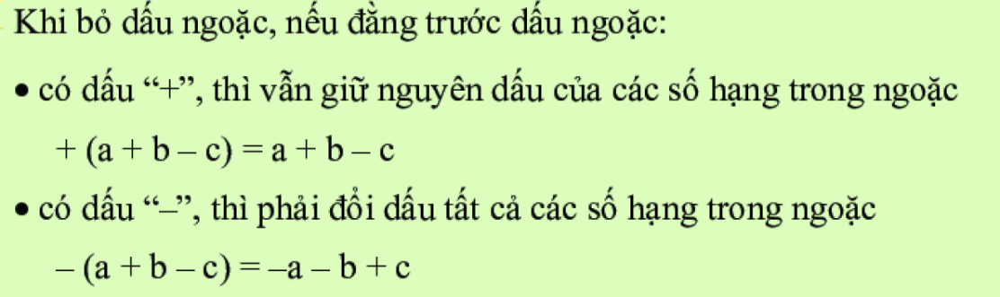 Khi bỏ dấu ngoặc, nếu đằng trước dấu ngoặc:
• có dấu “+”, thì vẫn giữ nguyên dấu của các số hạng trong ngoặc
+ (a + b – c) = a + b – c
• có dấu “–”, thì phải đổi dấu tất cả các số hạng trong ngoặc
– (a + b – c) = –a – b + c